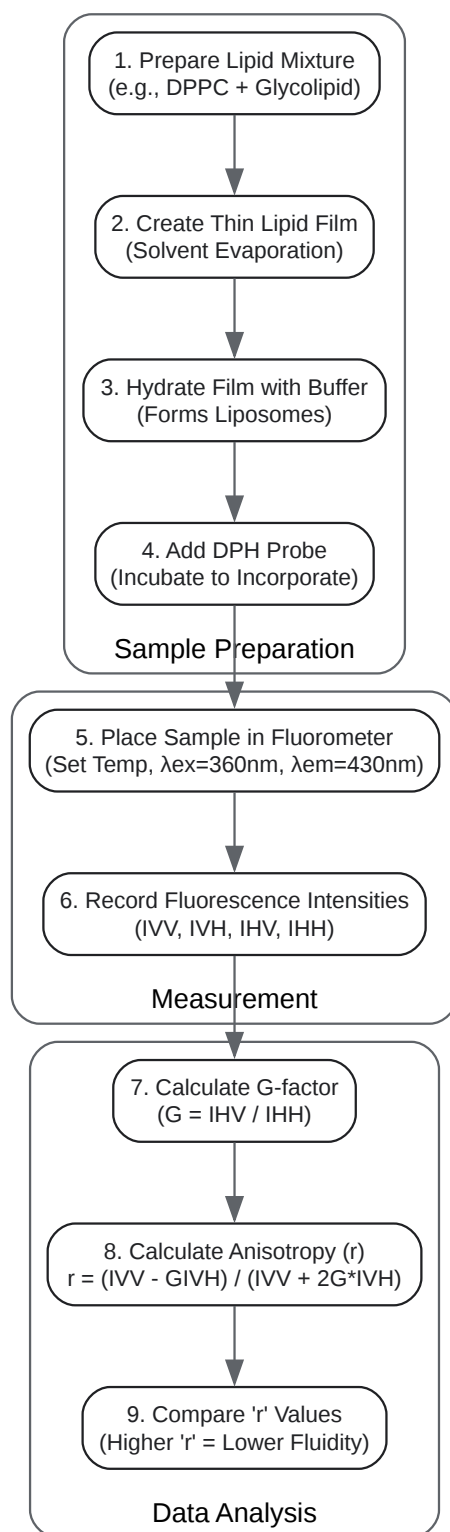 1. Prepare Lipid Mixture
(e.g., DPPC + Glycolipid)
2. Create Thin Lipid Film
(Solvent Evaporation)
3. Hydrate Film with Buffer
(Forms Liposomes)
4. Add DPH Probe
(Incubate to Incorporate)
Sample Preparation
5. Place Sample in Fluorometer
(Set Temp, λex=360nm, λem=430nm)
6. Record Fluorescence Intensities
(IVV, IVH, IHV, IHH)
Measurement
7. Calculate G-factor
(G = IHV / IHH)
8. Calculate Anisotropy (r)
r = (IVV - GIVH) / (IVV + 2G*IVH)
9. Compare 'r' Values
(Higher 'r' = Lower Fluidity)
Data Analysis